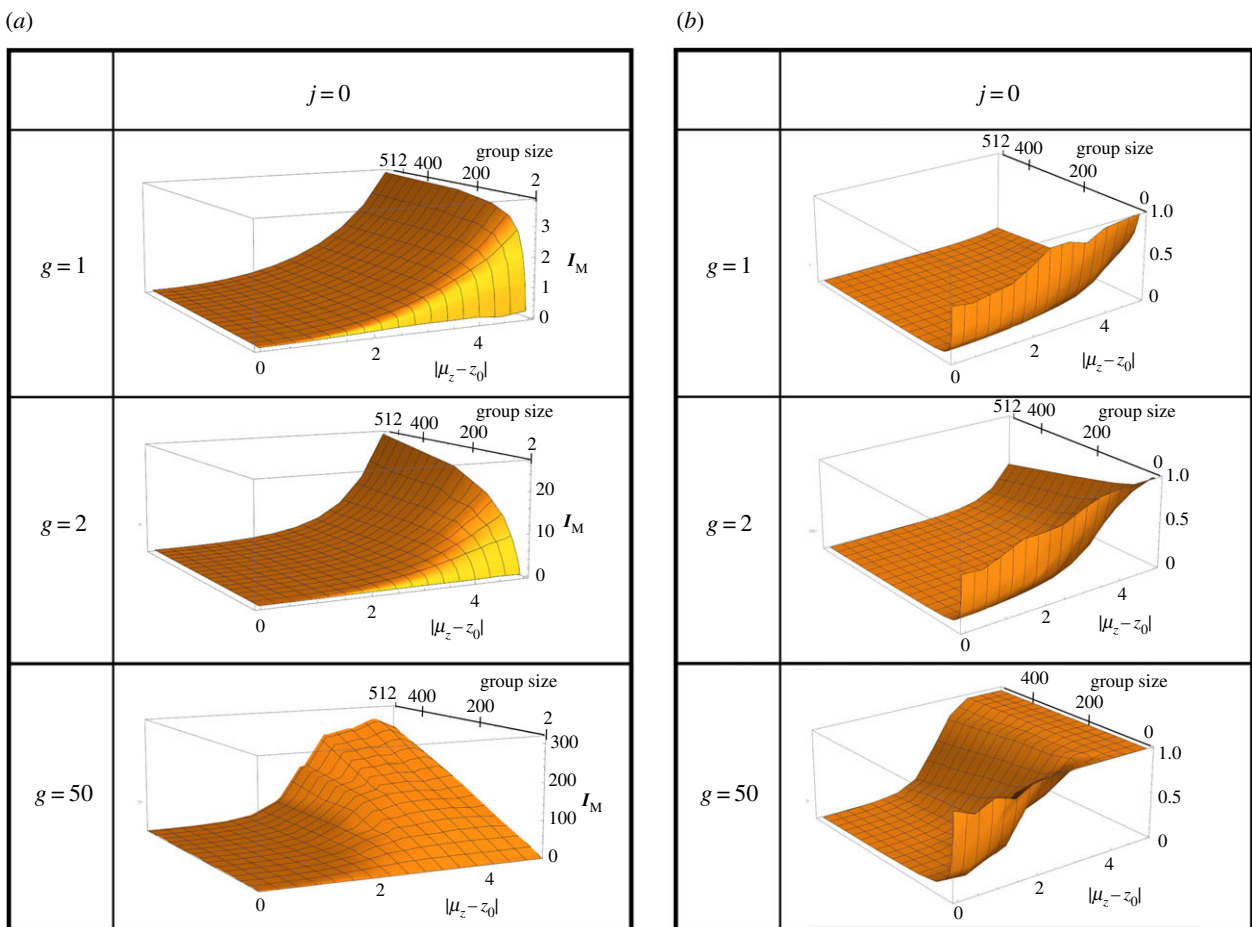 (a)
j = 0
g = 1
group size
512 400 200 2
3
2
1
0
I_M
0 2 4
|μ_z – z_0|
g = 2
group size
512 400 200 2
20
10
0
I_M
0 2 4
|μ_z – z_0|
g = 50
group size
512 400 200 2
300
200
100
0
I_M
0 2 4
|μ_z – z_0|
(b)
j = 0
g = 1
group size
512 400 200 0
1.0
0.5
0
0 2 4
|μ_z – z_0|
g = 2
group size
512 400 200 0
1.0
0.5
0
0 2 4
|μ_z – z_0|
g = 50
group size
400 200 0
1.0
0.5
0
0 2 4
|μ_z – z_0|